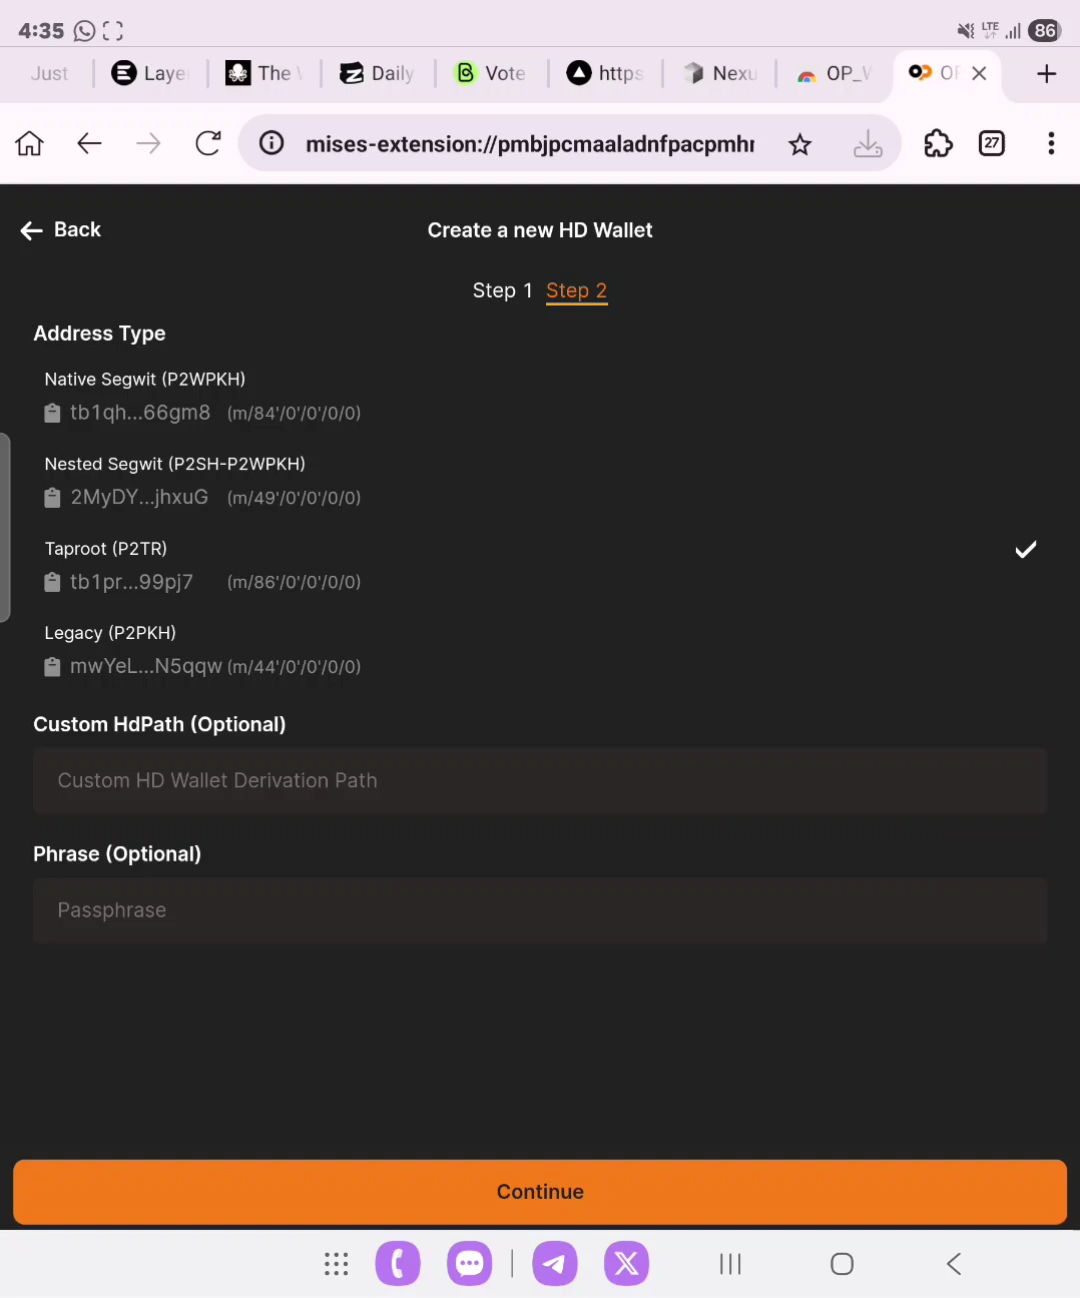 4:35
LTE
86
Just
Laye
The
Daily
Vote
https
Nexu
OP_
27
mises-extension://pmbjpcmaaladnfpacpmhr
Back
Create a new HD Wallet
Step 1 Step 2
Address Type
Native Segwit (P2WPKH)
tb1qh...66gm8 (m/84'/0'/0'/0/0)
Nested Segwit (P2SH-P2WPKH)
2MyDY...jhxuG (m/49'/0'/0'/0/0)
Taproot (P2TR)
tb1pr...99pj7 (m/86'/0'/0'/0/0)
Legacy (P2PKH)
mwYeL...N5qqw (m/44'/0'/0'/0/0)
Custom HdPath (Optional)
Custom HD Wallet Derivation Path
Phrase (Optional)
Passphrase
Continue